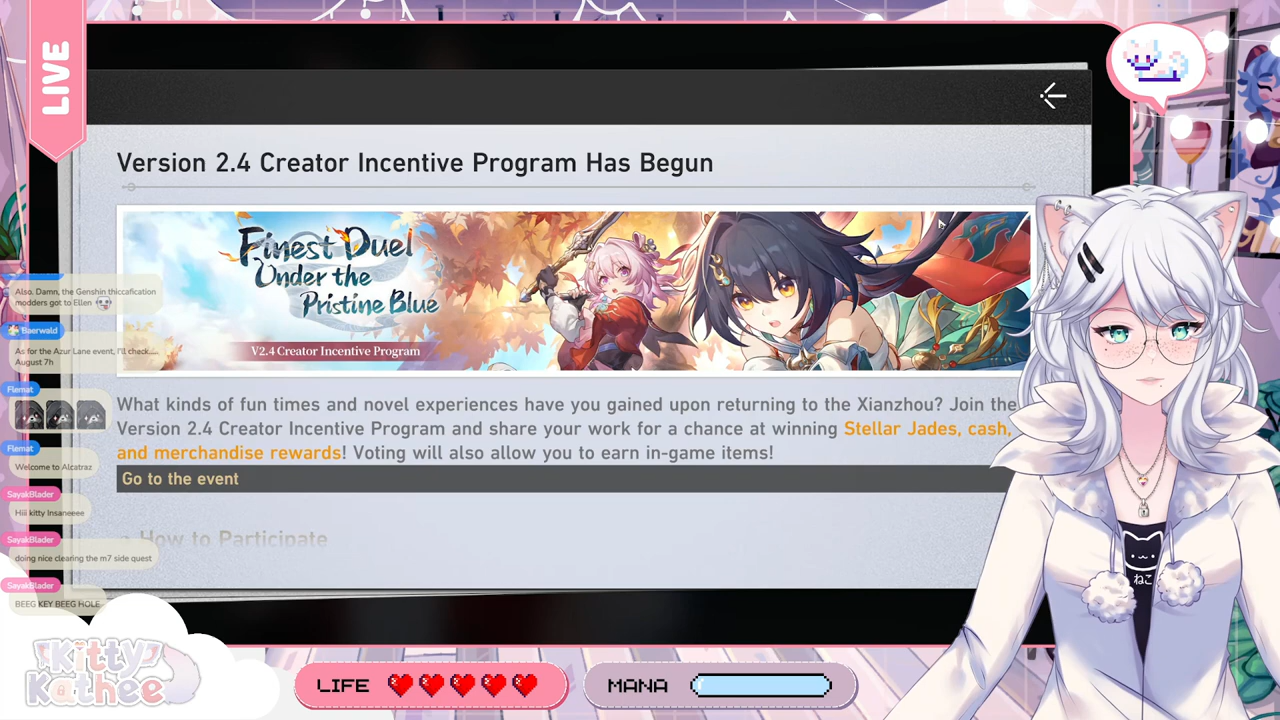 LIVE
Version 2.4 Creator Incentive Program Has Begun
Finest Duel
Under the
Pristine Blue
V2.4 Creator Incentive Program
What kinds of fun times and novel experiences have you gained upon returning to the Xianzhou? Join the
Version 2.4 Creator Incentive Program and share your work for a chance at winning Stellar Jades, cash,
and merchandise rewards! Voting will also allow you to earn in-game items!
Go to the event
How to Participate
Also. Damn, the Genshin thiccafication
modders got to Ellen
Baerwald
As for the Azur Lane event, I'll check.....
August 7h
Flemat
Flemat
Welcome to Alcatraz
SayakBlader
Hiii kitty Insaneeee
SayakBlader
doing nice clearing the m7 side quest
SayakBlader
BEEG KEY BEEG HOLE
Kitty
Kathee
LIFE
MANA
ねこ